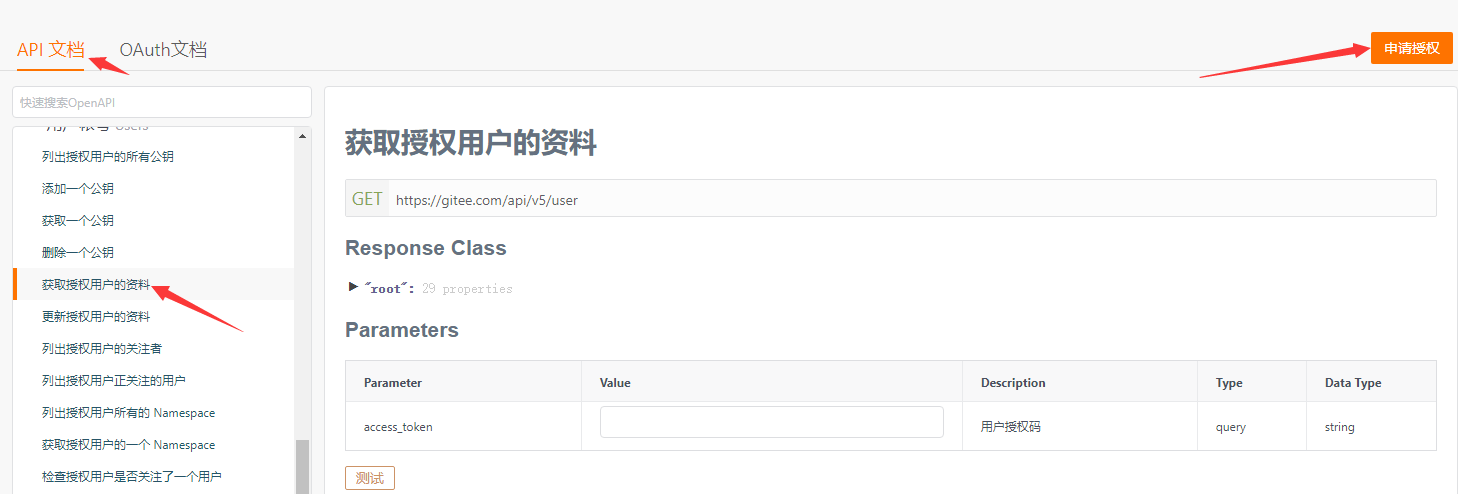 API 文档
OAuth文档
申请授权
快速搜索OpenAPI
用户帐号 Users
列出授权用户的所有公钥
添加一个公钥
获取一个公钥
删除一个公钥
获取授权用户的资料
更新授权用户的资料
列出授权用户的关注者
列出授权用户正关注的用户
列出授权用户所有的 Namespace
获取授权用户的一个 Namespace
检查授权用户是否关注了一个用户
获取授权用户的资料
GET https://gitee.com/api/v5/user
Response Class
"root": 29 properties
Parameters
Parameter Value Description Type Data Type
access_token 用户授权码 query string
测试